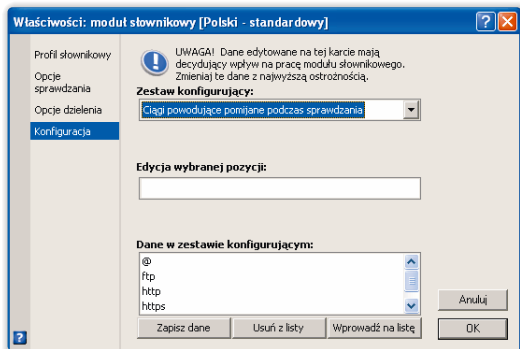 Właściwości: moduł słownikowy [Polski - standardowy]
Profil słownikowy
Opcje
sprawdzania
Opcje dzielenia
Konfiguracja
UWAGA! Dane edytowane na tej karcie mają
decydujący wpływ na pracę modułu słownikowego.
Zmieniaj te dane z najwyższą ostrożnością.
Zestaw konfigurujący:
Ciągi powodujące pomijane podczas sprawdzania
Edycja wybranej pozycji:
Dane w zestawie konfigurującym:
@
ftp
http
https
Zapisz dane
Usuń z listy
Wprowadź na listę
Anuluj
OK